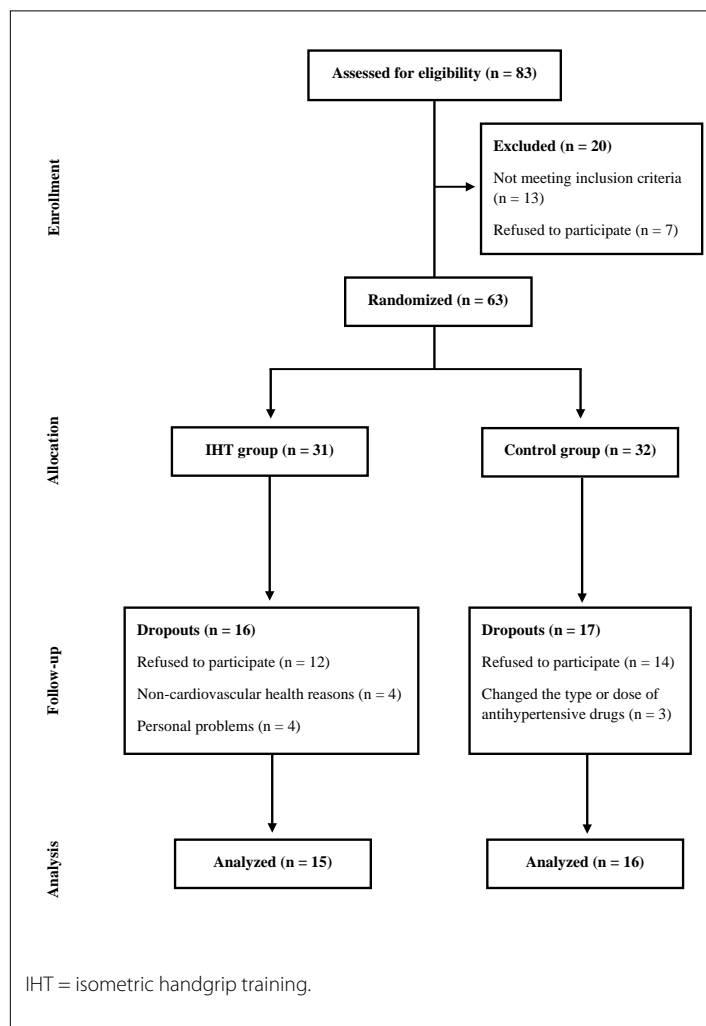 Assessed for eligibility (n = 83)
Enrollment
Excluded (n = 20)
Not meeting inclusion criteria
(n = 13)
Refused to participate (n = 7)
Randomized (n = 63)
Allocation
IHT group (n = 31)
Control group (n = 32)
Follow-up
Dropouts (n = 16)
Refused to participate (n = 12)
Non-cardiovascular health reasons (n = 4)
Personal problems (n = 4)
Dropouts (n = 17)
Refused to participate (n = 14)
Changed the type or dose of
antihypertensive drugs (n = 3)
Analysis
Analyzed (n = 15)
Analyzed (n = 16)
IHT = isometric handgrip training.